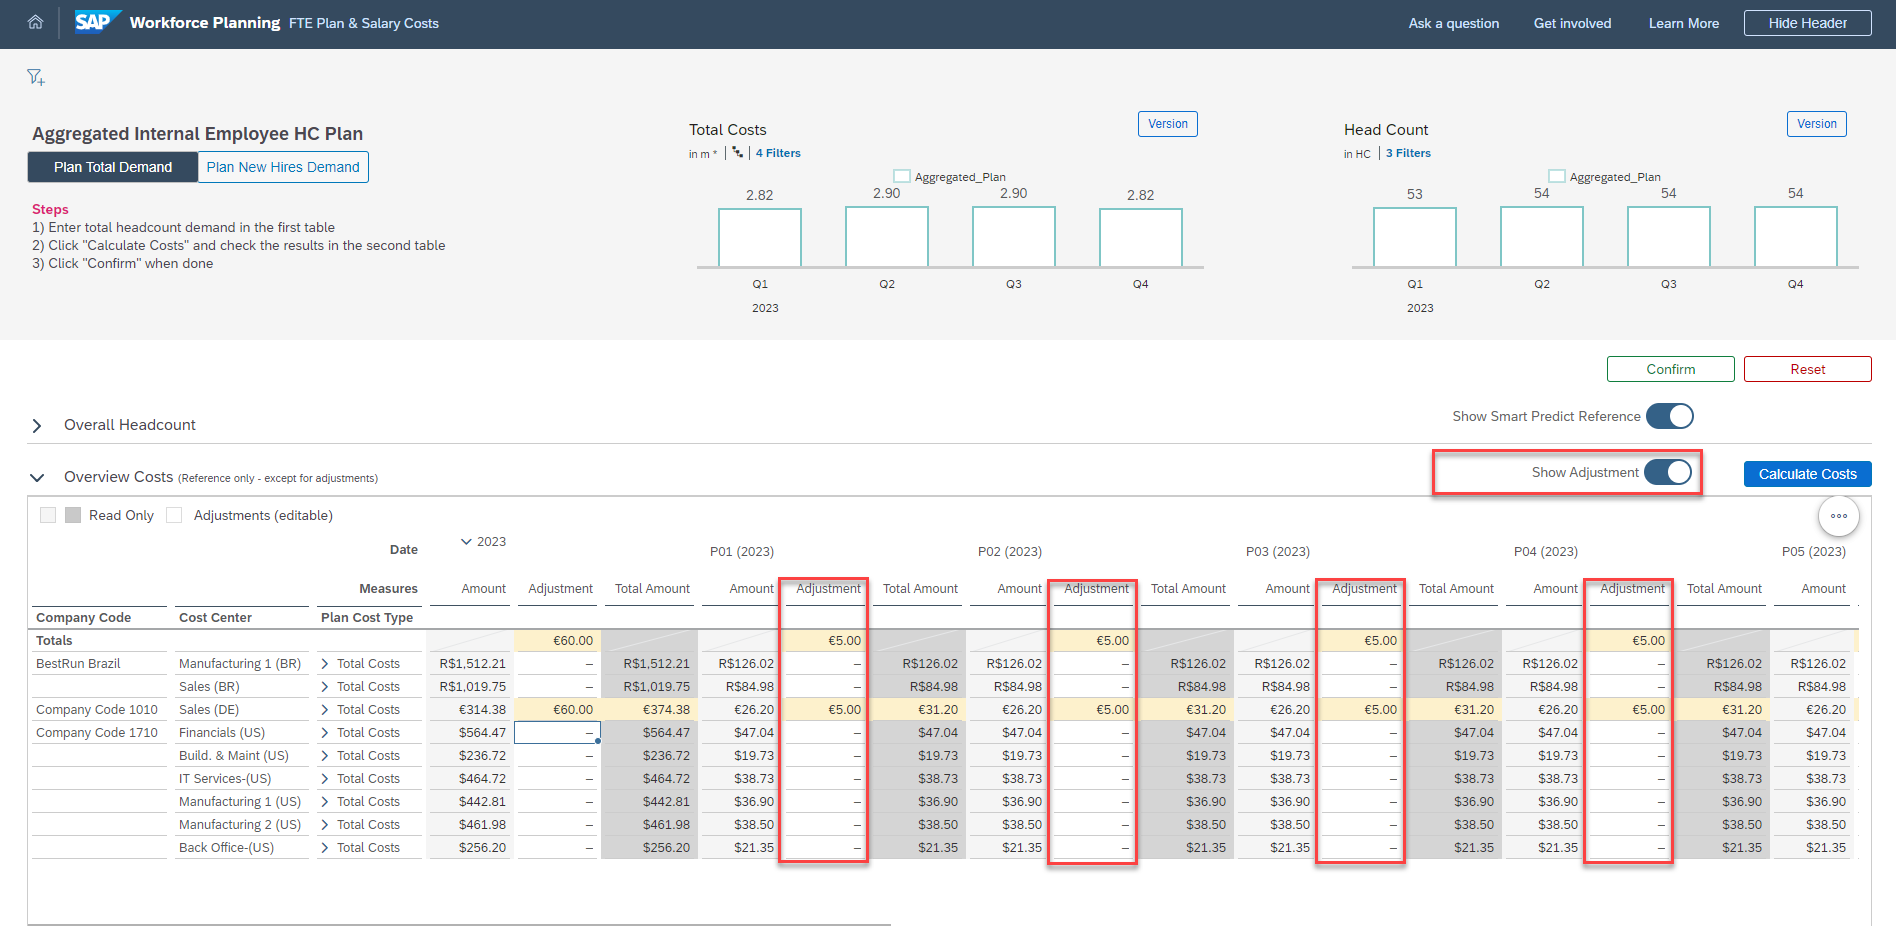 SAP Workforce Planning FTE Plan & Salary Costs Ask a question Get involved Learn More Hide Header
Aggregated Internal Employee HC Plan
Plan Total Demand Plan New Hires Demand
Steps
1) Enter total headcount demand in the first table
2) Click "Calculate Costs" and check the results in the second table
3) Click "Confirm" when done
Total Costs Version
in m * 4 Filters
Aggregated_Plan
2.82 2.90 2.90 2.82
Q1 Q2 Q3 Q4
2023
Head Count Version
in HC 3 Filters
Aggregated_Plan
53 54 54 54
Q1 Q2 Q3 Q4
2023
Confirm Reset
Overall Headcount Show Smart Predict Reference
Overview Costs (Reference only - except for adjustments) Show Adjustment Calculate Costs
Read Only Adjustments (editable)
Date 2023 P01 (2023) P02 (2023) P03 (2023) P04 (2023) P05 (2023)
Measures Amount Adjustment Total Amount Amount Adjustment Total Amount Amount Adjustment Total Amount Amount Adjustment Total Amount Amount Adjustment Total Amount Amount
Company Code Cost Center Plan Cost Type
Totals €60.00 €5.00 €5.00 €5.00 €5.00
BestRun Brazil Manufacturing 1 (BR) Total Costs R$1,512.21 – R$1,512.21 R$126.02 – R$126.02 R$126.02 – R$126.02 R$126.02 – R$126.02 R$126.02 – R$126.02 R$126.02
Sales (BR) Total Costs R$1,019.75 – R$1,019.75 R$84.98 – R$84.98 R$84.98 – R$84.98 R$84.98 – R$84.98 R$84.98 – R$84.98 R$84.98
Company Code 1010 Sales (DE) Total Costs €314.38 €60.00 €374.38 €26.20 €5.00 €31.20 €26.20 €5.00 €31.20 €26.20 €5.00 €31.20 €26.20 €5.00 €31.20 €26.20
Company Code 1710 Financials (US) Total Costs $564.47 – $564.47 $47.04 – $47.04 $47.04 – $47.04 $47.04 – $47.04 $47.04 – $47.04 $47.04
Build. & Maint (US) Total Costs $236.72 – $236.72 $19.73 – $19.73 $19.73 – $19.73 $19.73 – $19.73 $19.73 – $19.73 $19.73
IT Services-(US) Total Costs $464.72 – $464.72 $38.73 – $38.73 $38.73 – $38.73 $38.73 – $38.73 $38.73 – $38.73 $38.73
Manufacturing 1 (US) Total Costs $442.81 – $442.81 $36.90 – $36.90 $36.90 – $36.90 $36.90 – $36.90 $36.90 – $36.90 $36.90
Manufacturing 2 (US) Total Costs $461.98 – $461.98 $38.50 – $38.50 $38.50 – $38.50 $38.50 – $38.50 $38.50 – $38.50 $38.50
Back Office-(US) Total Costs $256.20 – $256.20 $21.35 – $21.35 $21.35 – $21.35 $21.35 – $21.35 $21.35 – $21.35 $21.35